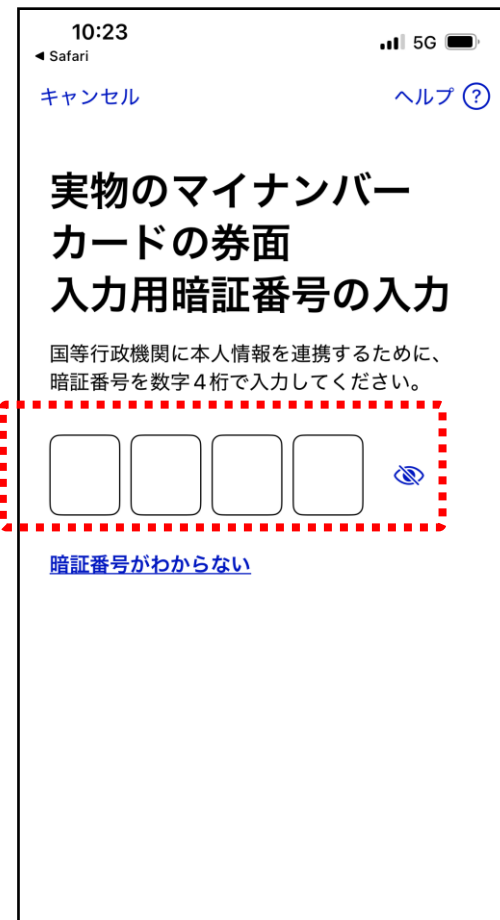 10:23
5G
◀ Safari
キャンセル
ヘルプ ?
実物のマイナンバー
カードの券面
入力用暗証番号の入力
国等行政機関に本人情報を連携するために、
暗証番号を数字４桁で入力してください。
暗証番号がわからない